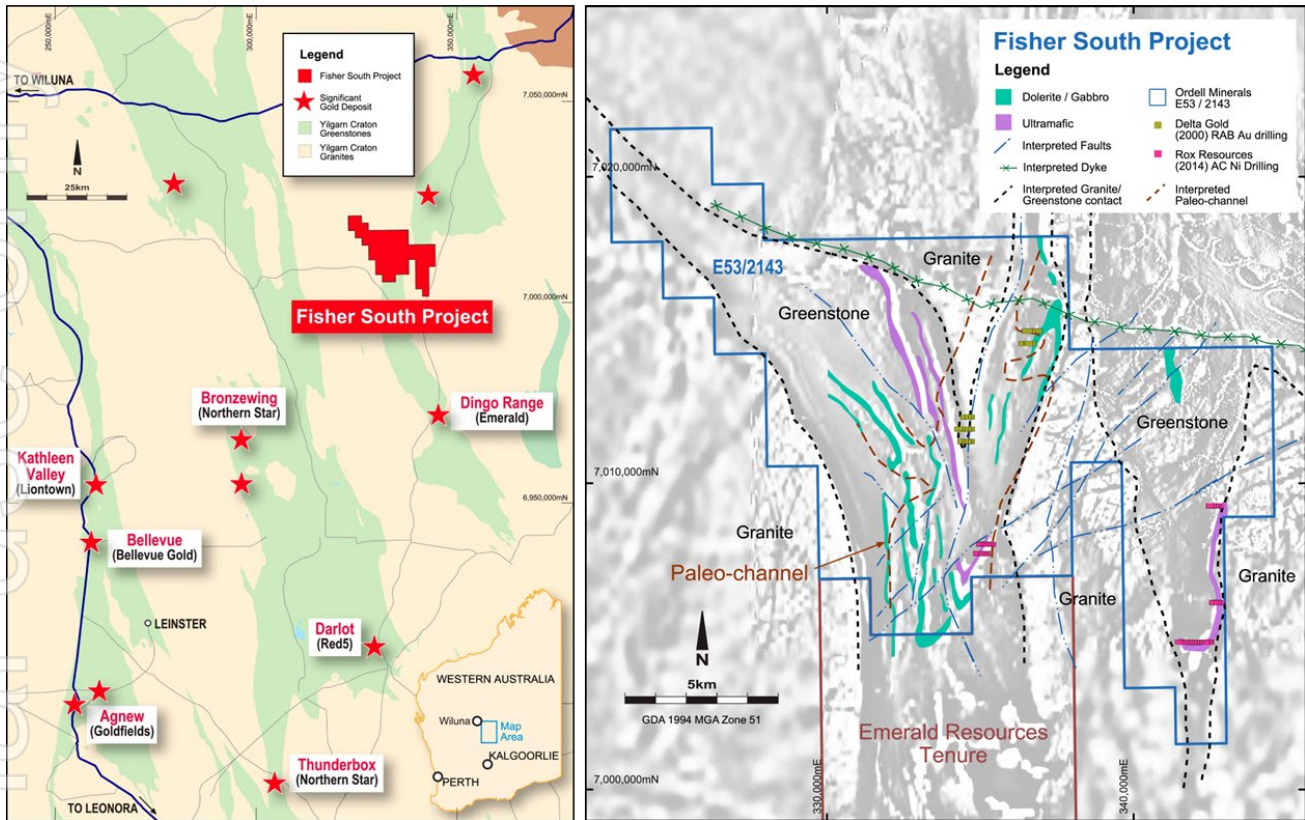 250,000mE
300,000mE
350,000mE
TO WILUNA
Legend
Fisher South Project
Significant
Gold Deposit
Yilgarn Craton
Greenstones
Yilgarn Craton
Granites
7,050,000mN
N
25km
Fisher South Project
7,000,000mN
Bronzewing
(Northern Star)
Dingo Range
(Emerald)
Kathleen
Valley
(Liontown)
6,950,000mN
Bellevue
(Bellevue Gold)
LEINSTER
Darlot
(Red5)
Agnew
(Goldfields)
Thunderbox
(Northern Star)
TO LEONORA
WESTERN AUSTRALIA
Wiluna
Map
Area
KALGOORLIE
PERTH
Fisher South Project
Legend
Dolerite / Gabbro
Ultramafic
Interpreted Faults
Interpreted Dyke
Interpreted Granite/
Greenstone contact
Ordell Minerals
E53 / 2143
Delta Gold
(2000) RAB Au drilling
Rox Resources
(2014) AC Ni Drilling
Interpreted
Paleo-channel
7,020,000mN
E53/2143
Granite
Greenstone
Greenstone
7,010,000mN
Granite
Paleo-channel
Granite
Granite
N
5km
GDA 1994 MGA Zone 51
Emerald Resources
Tenure
7,000,000mN
330,000mE
340,000mE